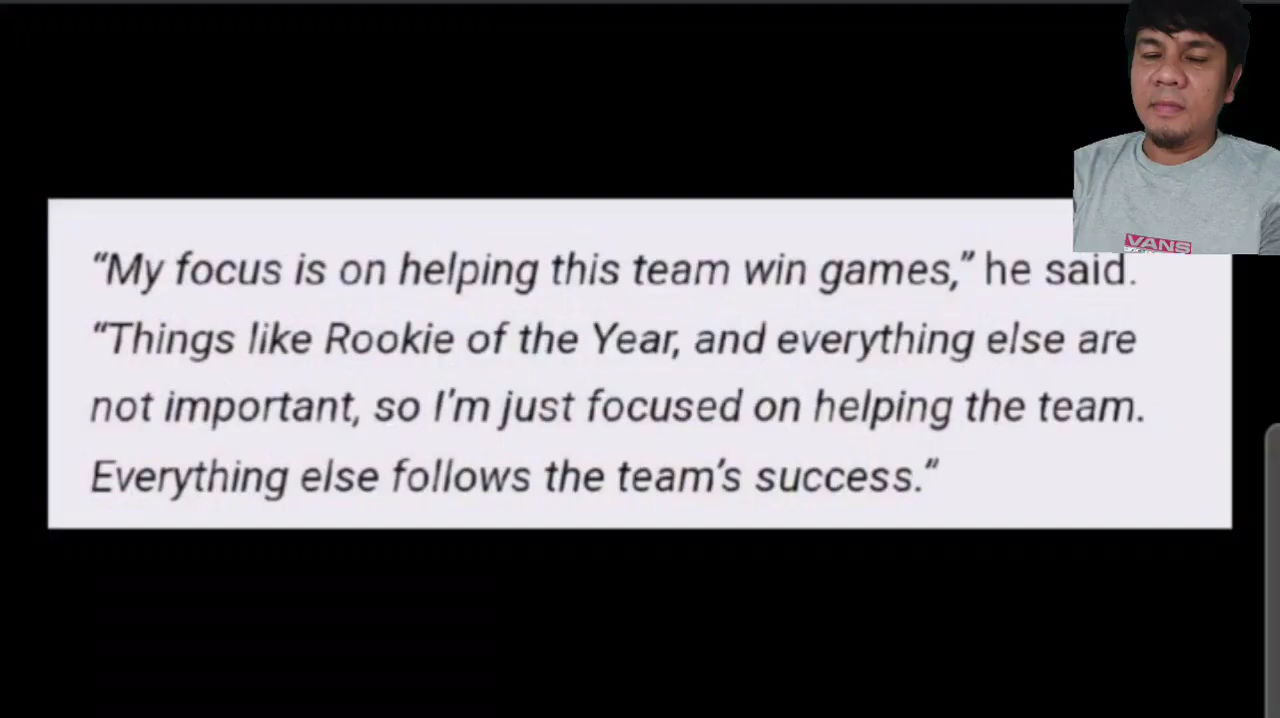 “My focus is on helping this team win games,” he said.
“Things like Rookie of the Year, and everything else are
not important, so I’m just focused on helping the team.
Everything else follows the team’s success.”
VANS